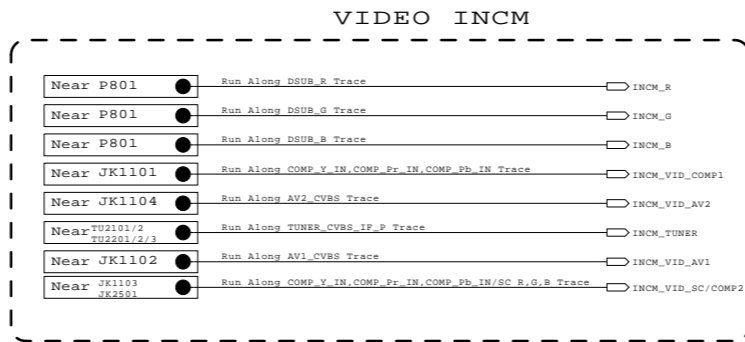 VIDEO INCM
Near P801 Run Along DSUB_R Trace INCM_R
Near P801 Run Along DSUB_G Trace INCM_G
Near P801 Run Along DSUB_B Trace INCM_B
Near JK1101 Run Along COMP_Y_IN,COMP_Pr_IN,COMP_Pb_IN Trace INCM_VID_COMP1
Near JK1104 Run Along AV2_CVBS Trace INCM_VID_AV2
Near TU2101/2 Run Along TUNER_CVBS_IF_P Trace INCM_TUNER
TU2201/2/3
Near JK1102 Run Along AV1_CVBS Trace INCM_VID_AV1
Near JK1103 Run Along COMP_Y_IN,COMP_Pr_IN,COMP_Pb_IN/SC R,G,B Trace INCM_VID_SC/COMP2
JK2501